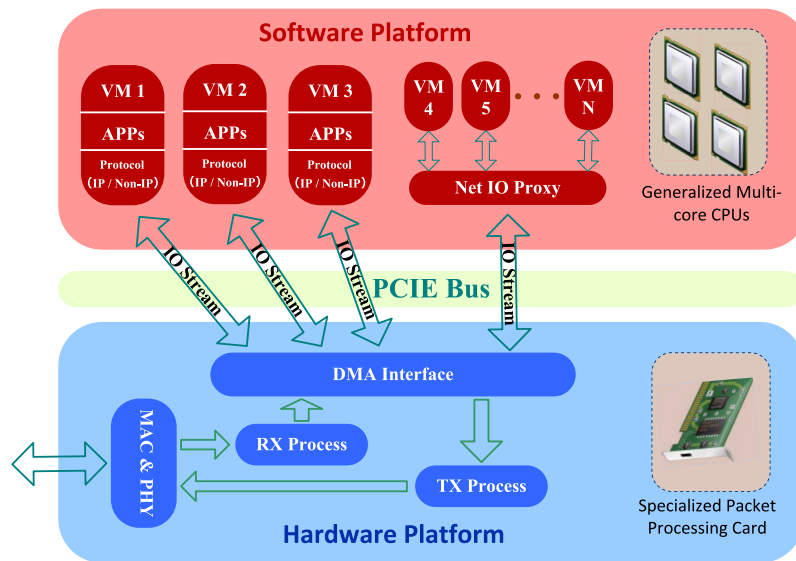 Software Platform
VM 1
APPs
Protocol
(IP / Non-IP)
VM 2
APPs
Protocol
(IP / Non-IP)
VM 3
APPs
Protocol
(IP / Non-IP)
VM
4
VM
5
VM
N
Net IO Proxy
Generalized Multi-
core CPUs
IO Stream
IO Stream
IO Stream
IO Stream
PCIE Bus
DMA Interface
MAC & PHY
RX Process
TX Process
Specialized Packet
Processing Card
Hardware Platform